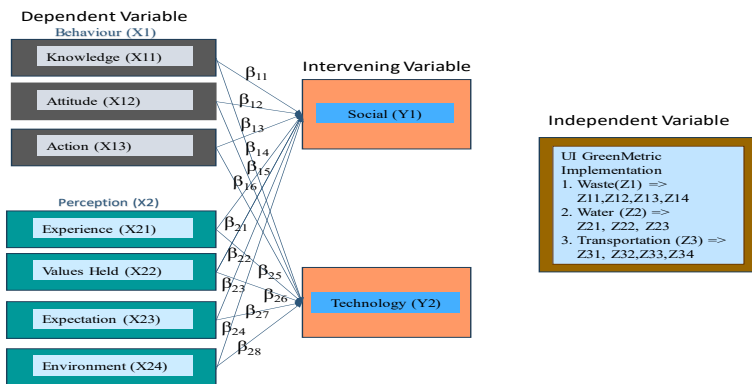 Dependent Variable
Behaviour (X1)
Knowledge (X11)
Attitude (X12)
Action (X13)
Perception (X2)
Experience (X21)
Values Held (X22)
Expectation (X23)
Environment (X24)
β11
β12
β13
β14
β15
β16
β21
β22
β25
β23
β26
β27
β24
β28
Intervening Variable
Social (Y1)
Technology (Y2)
Independent Variable
UI GreenMetric
Implementation
1. Waste(Z1) =>
Z11,Z12,Z13,Z14
2. Water (Z2) =>
Z21, Z22, Z23
3. Transportation (Z3) =>
Z31, Z32,Z33,Z34